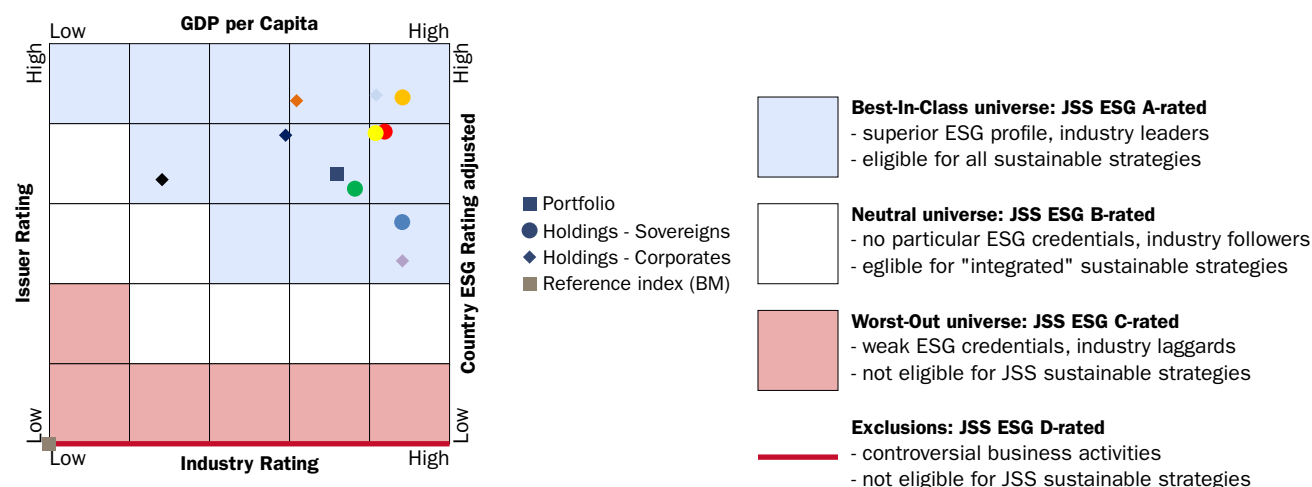 GDP per Capita
Low
High
High
High
Issuer Rating
Country ESG Rating adjusted
Low
Low
Low
Industry Rating
High
Portfolio
Holdings - Sovereigns
Holdings - Corporates
Reference index (BM)
Best-In-Class universe: JSS ESG A-rated
- superior ESG profile, industry leaders
- eligible for all sustainable strategies
Neutral universe: JSS ESG B-rated
- no particular ESG credentials, industry followers
- eglible for "integrated" sustainable strategies
Worst-Out universe: JSS ESG C-rated
- weak ESG credentials, industry laggards
- not eligible for JSS sustainable strategies
Exclusions: JSS ESG D-rated
- controversial business activities
- not eligible for JSS sustainable strategies